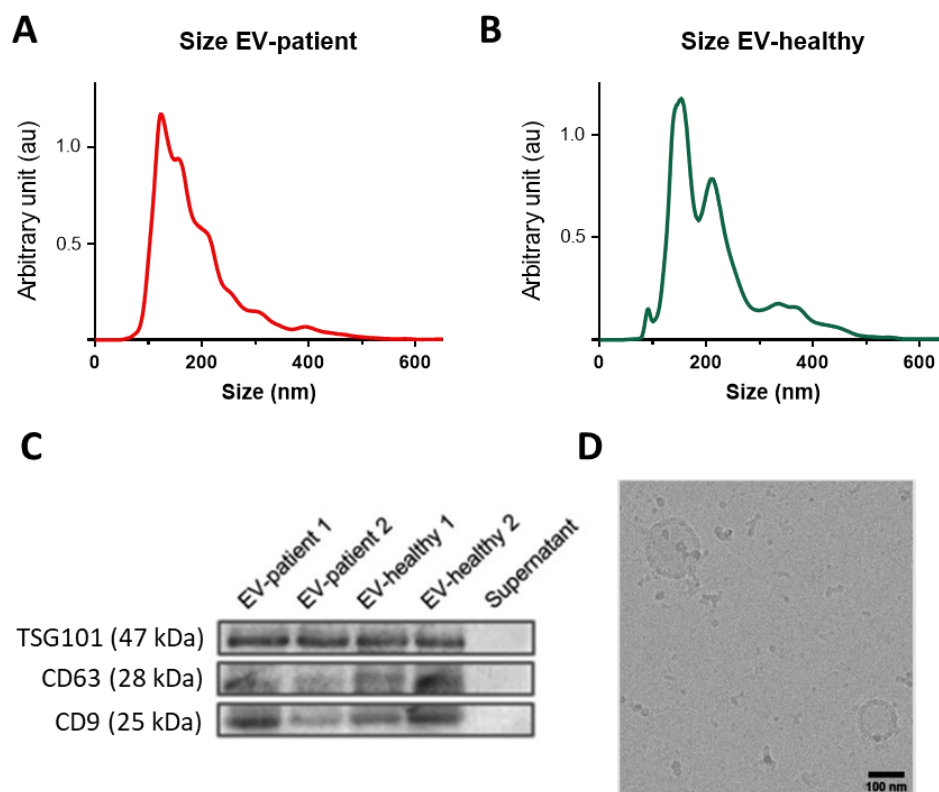 A
Size EV-patient
Arbitrary unit (au)
1.0
0.5
0 200 400 600
Size (nm)
B
Size EV-healthy
Arbitrary unit (au)
1.0
0.5
0 200 400 600
Size (nm)
C
EV-patient 1
EV-patient 2
EV-healthy 1
EV-healthy 2
Supernatant
TSG101 (47 kDa)
CD63 (28 kDa)
CD9 (25 kDa)
D
100 nm